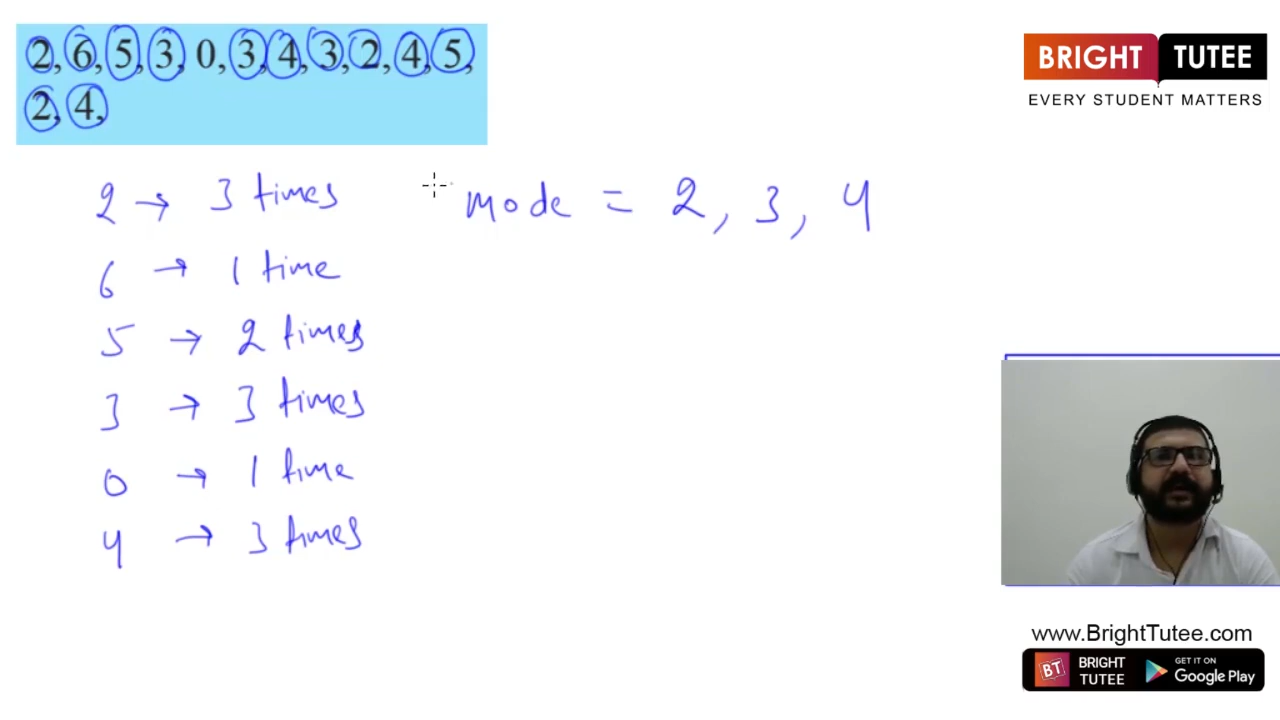 2, 6, 5, 3, 0, 3, 4, 3, 2, 4, 5,
2, 4,
BRIGHT TUTEE
EVERY STUDENT MATTERS
2 → 3 times
mode = 2, 3, 4
6 → 1 time
5 → 2 times
3 → 3 times
0 → 1 time
4 → 3 times
www.BrightTutee.com
BT BRIGHT TUTEE
GET IT ON
Google Play